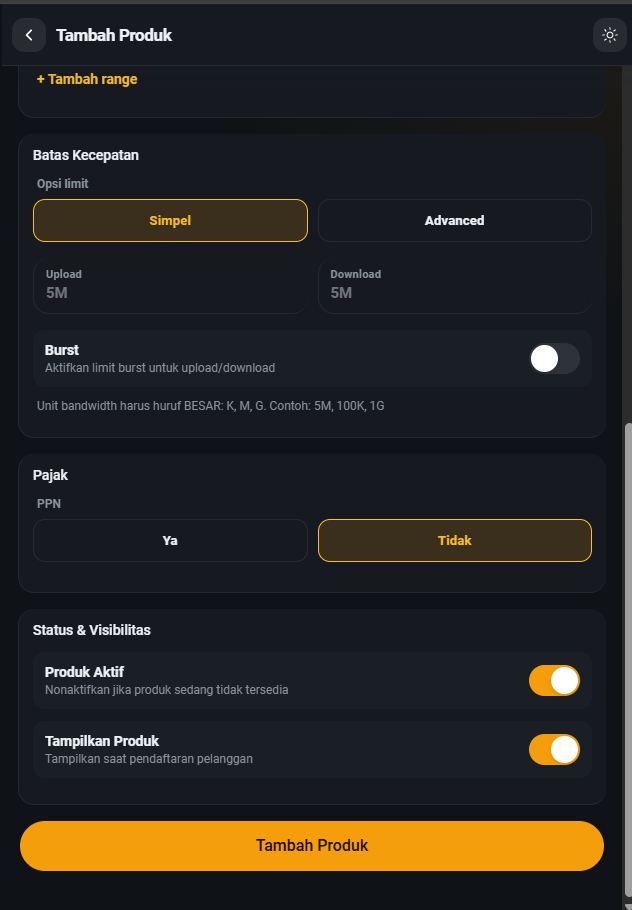 Tambah Produk
+ Tambah range
Batas Kecepatan
Opsi limit
Simpel
Advanced
Upload
5M
Download
5M
Burst
Aktifkan limit burst untuk upload/download
Unit bandwidth harus huruf BESAR: K, M, G. Contoh: 5M, 100K, 1G
Pajak
PPN
Ya
Tidak
Status & Visibilitas
Produk Aktif
Nonaktifkan jika produk sedang tidak tersedia
Tampilkan Produk
Tampilkan saat pendaftaran pelanggan
Tambah Produk